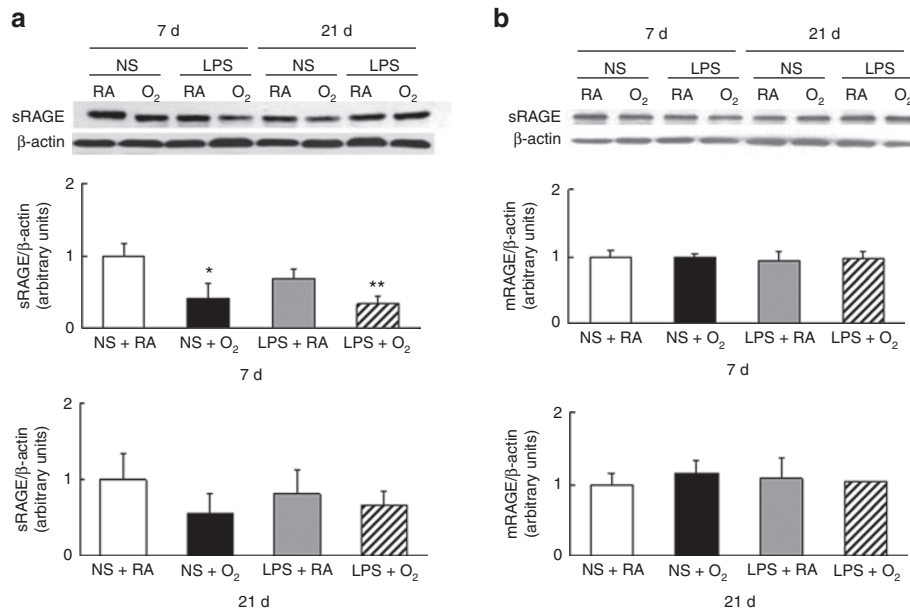 a
7 d 21 d
NS LPS NS LPS
RA O₂ RA O₂ RA O₂ RA O₂
sRAGE
β-actin
2
1
0
sRAGE/β-actin
(arbitrary units)
* **
NS + RA NS + O₂ LPS + RA LPS + O₂
7 d
2
1
0
sRAGE/β-actin
(arbitrary units)
NS + RA NS + O₂ LPS + RA LPS + O₂
21 d
b
7 d 21 d
NS LPS NS LPS
RA O₂ RA O₂ RA O₂ RA O₂
sRAGE
β-actin
2
1
0
mRAGE/β-actin
(arbitrary units)
NS + RA NS + O₂ LPS + RA LPS + O₂
7 d
2
1
0
mRAGE/β-actin
(arbitrary units)
NS + RA NS + O₂ LPS + RA LPS + O₂
21 d